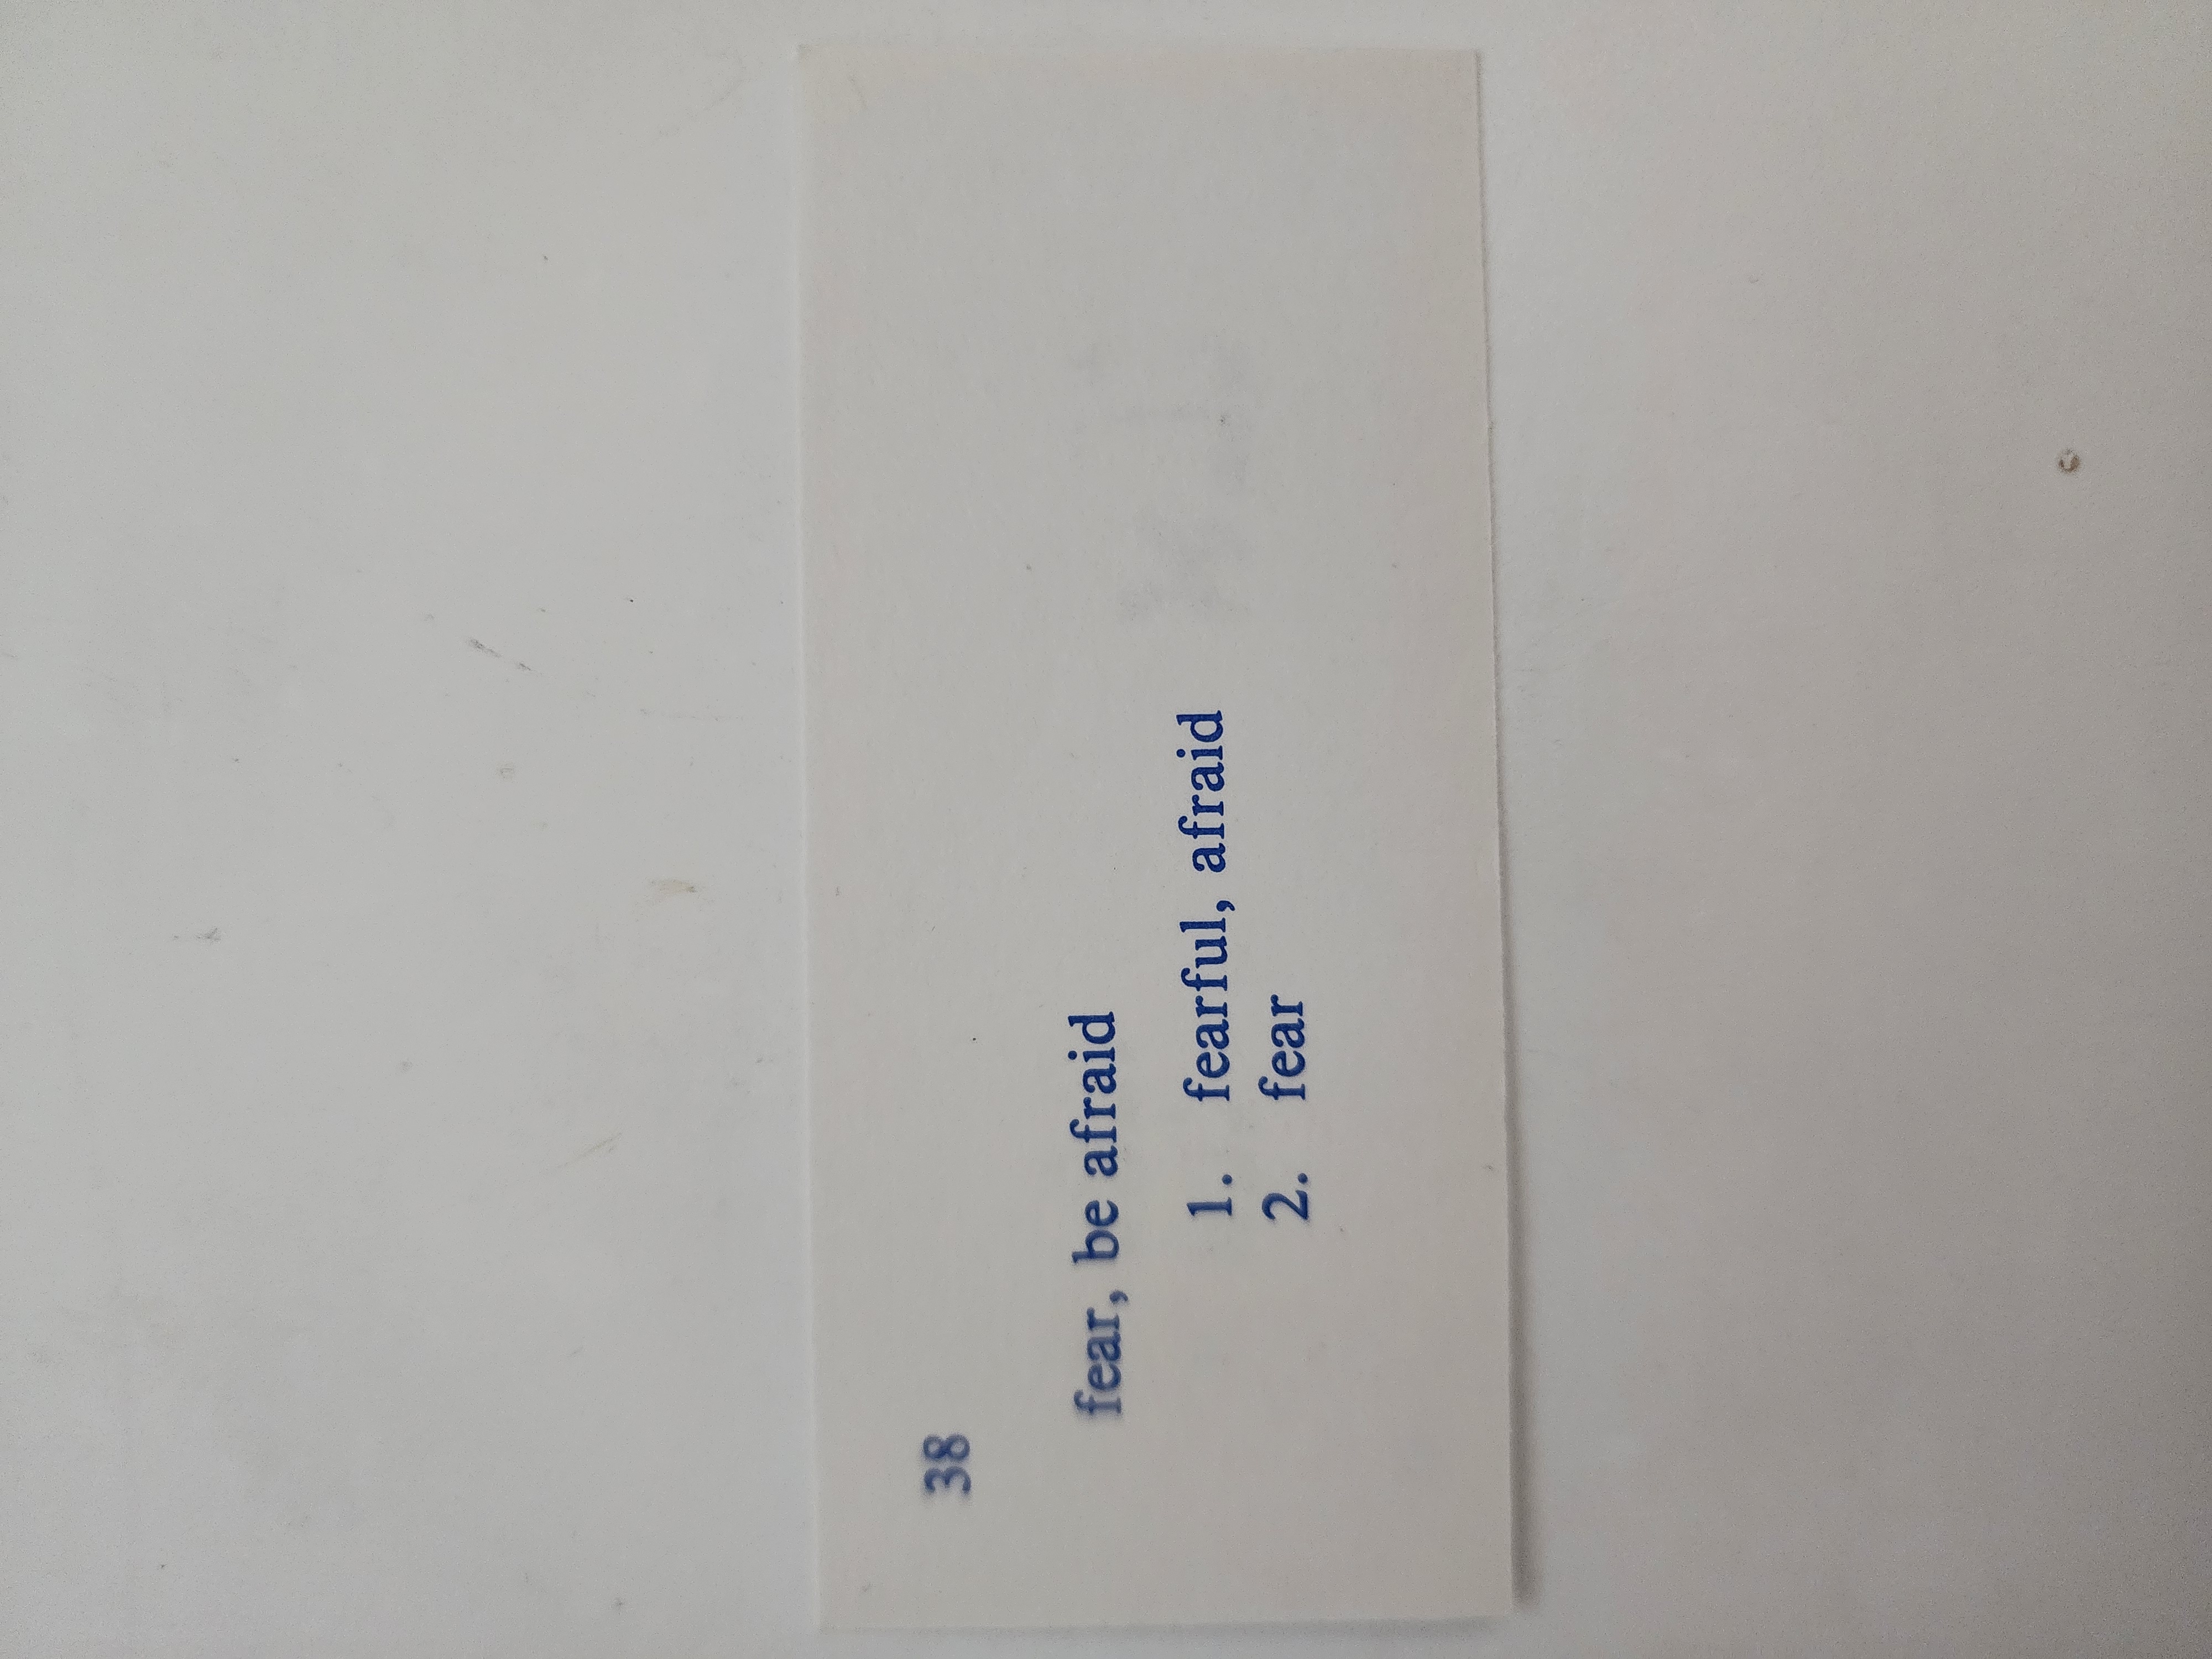 38
fear, be afraid
1. fearful, afraid
2. fear